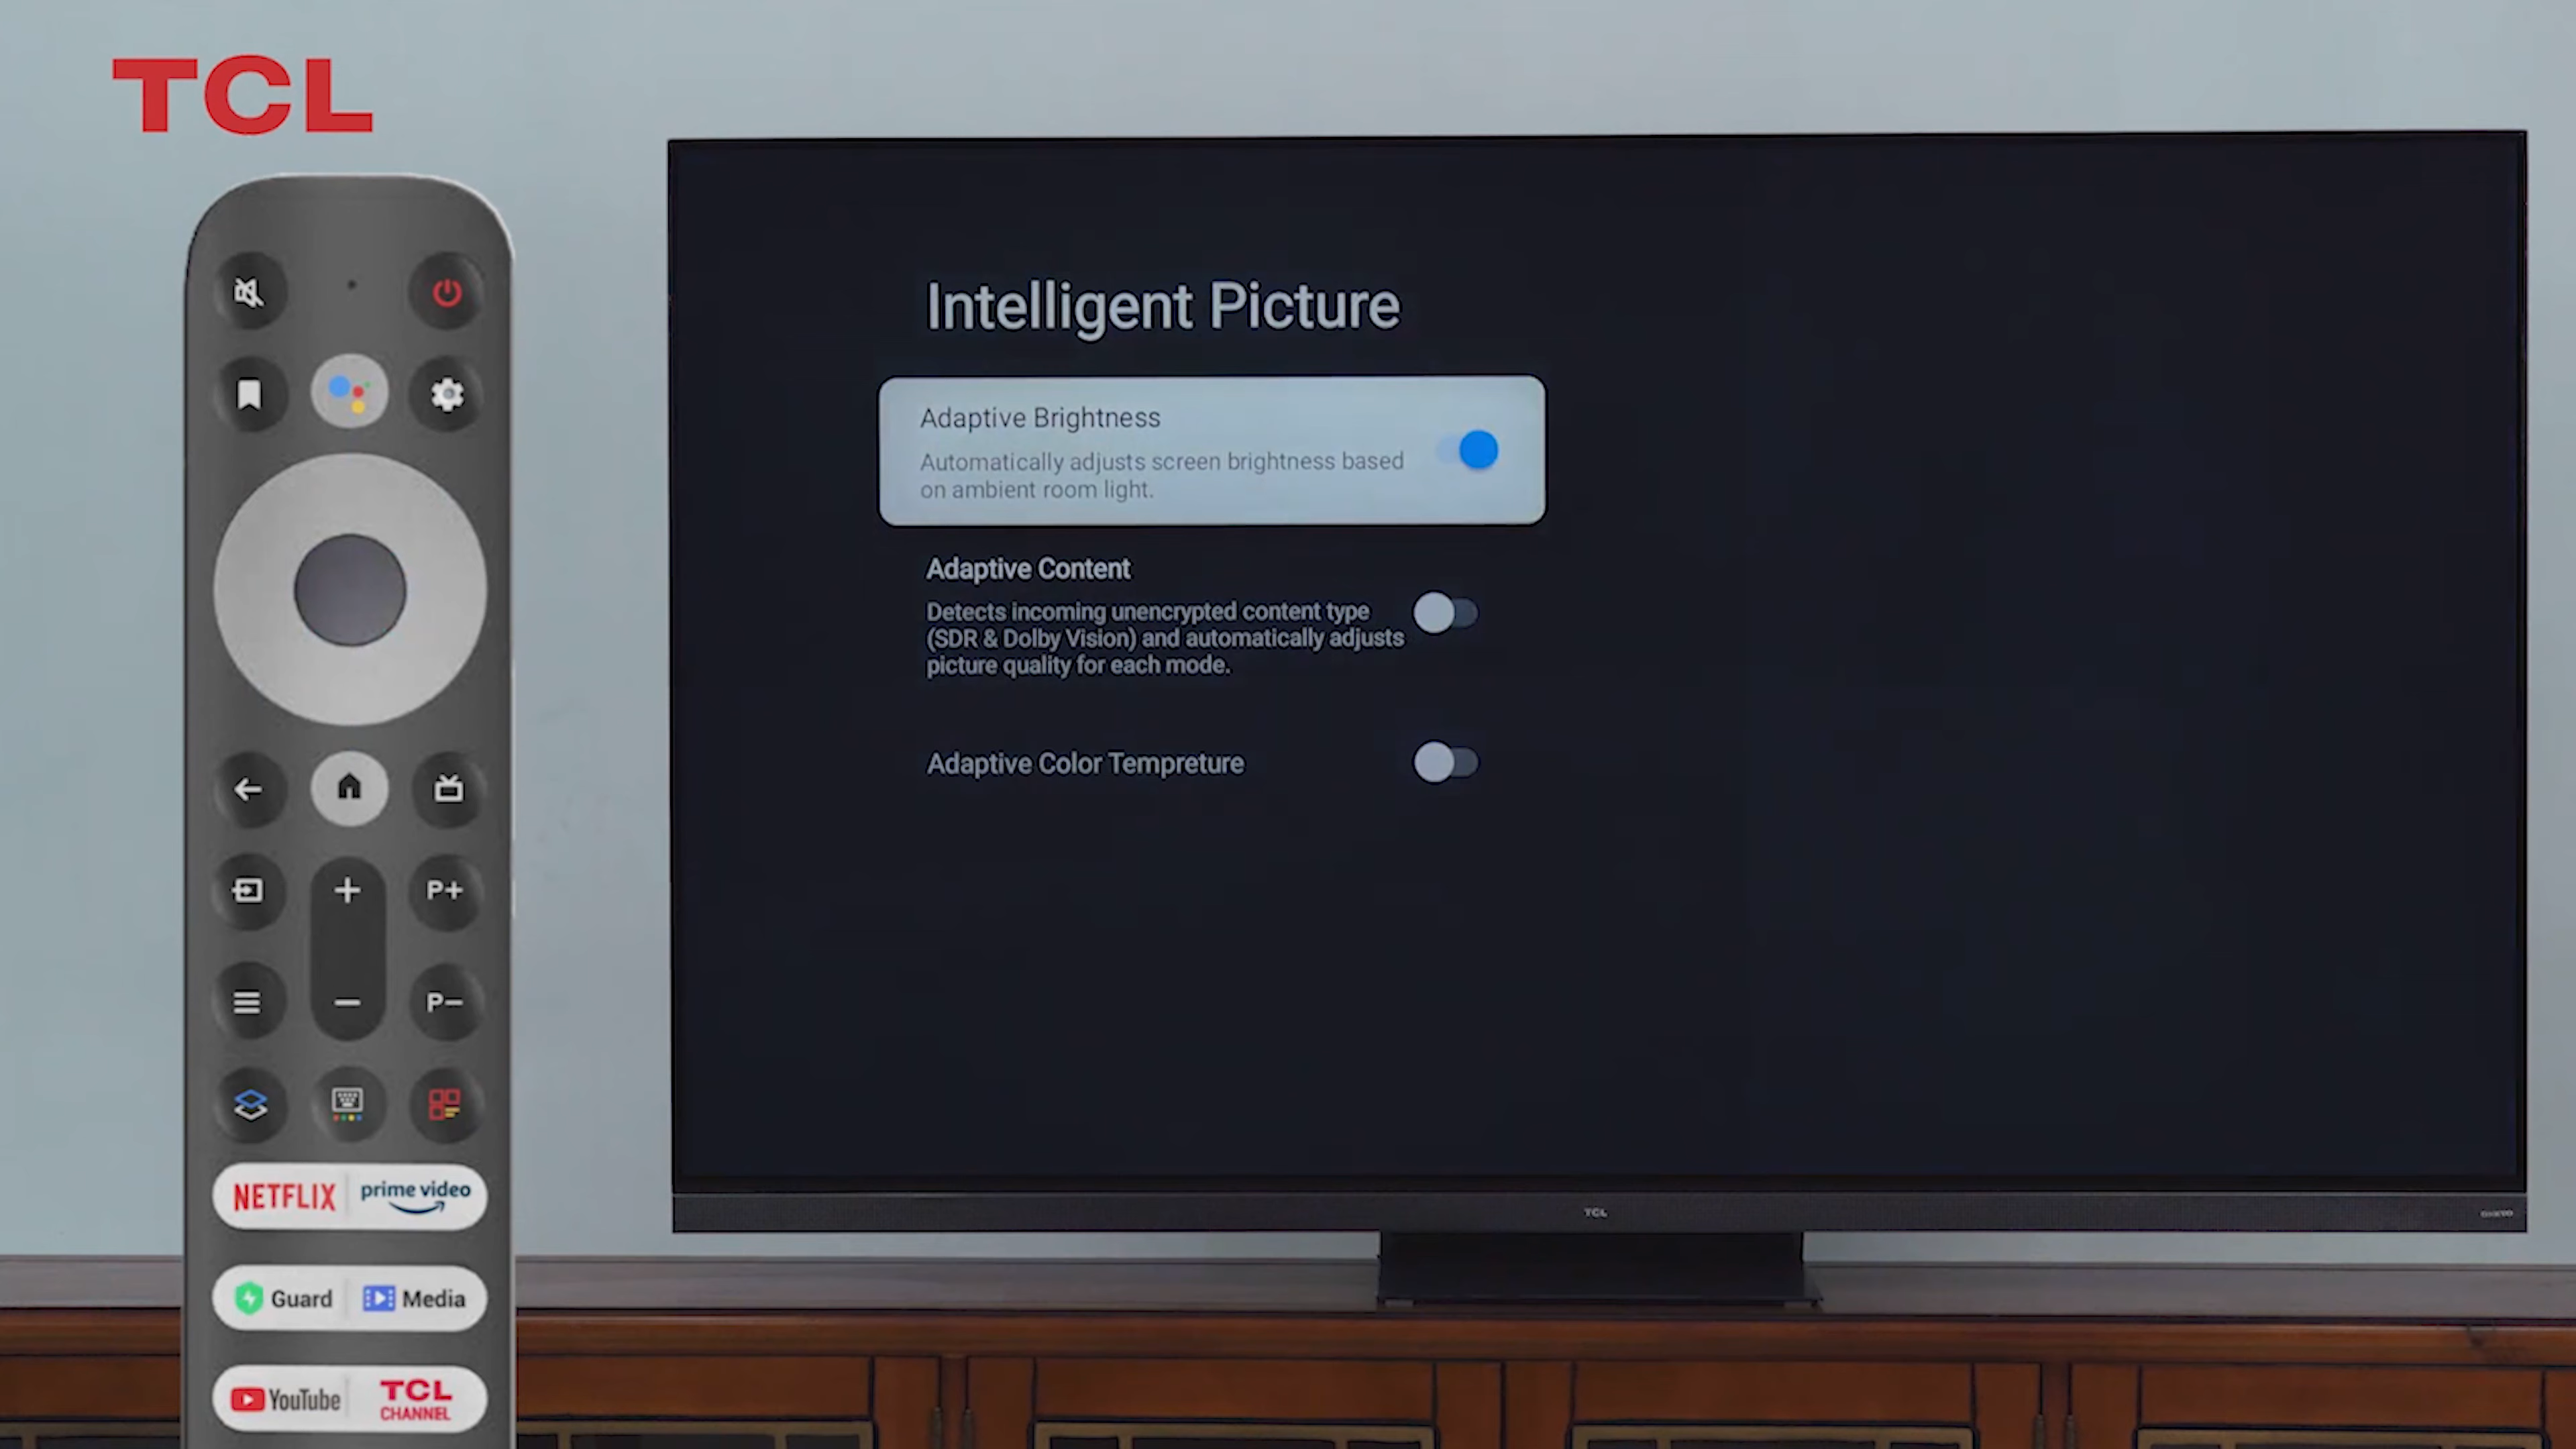 TCL
Intelligent Picture
Adaptive Brightness
Automatically adjusts screen brightness based
on ambient room light.
Adaptive Content
Detects incoming unencrypted content type
(SDR & Dolby Vision) and automatically adjusts
picture quality for each mode.
Adaptive Color Tempreture
P+
P−
NETFLIX prime video
Guard Media
YouTube TCL
CHANNEL
TCL
ONKYO